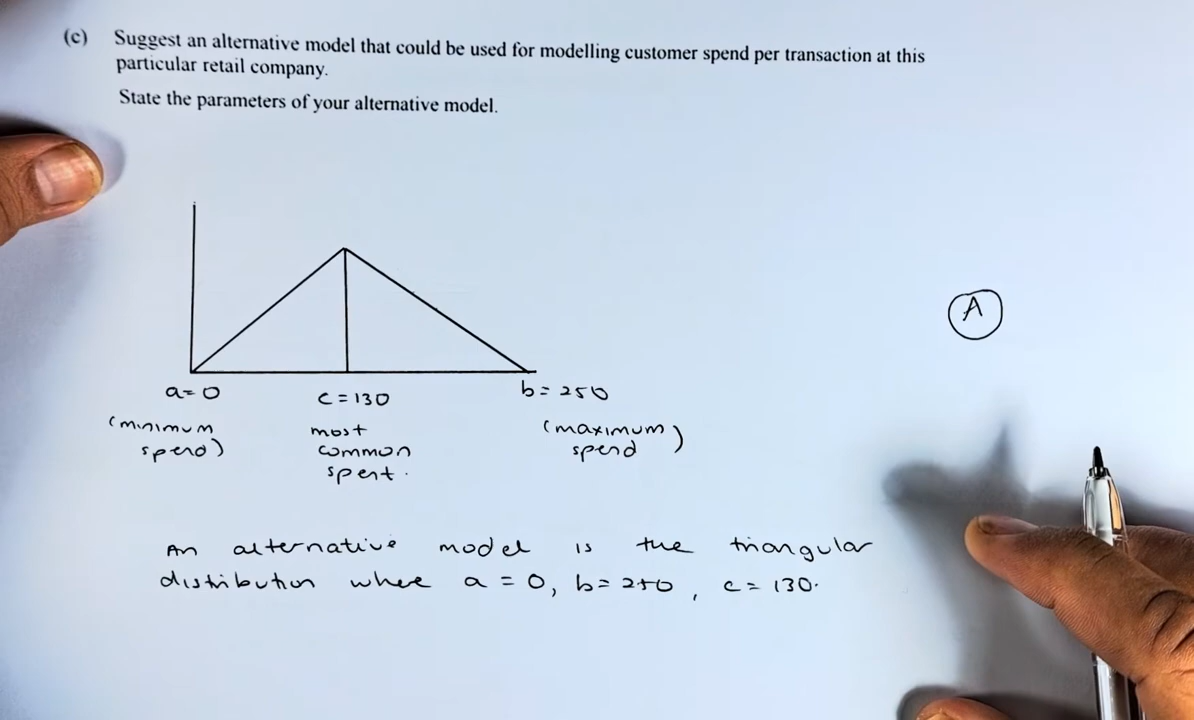 (c) Suggest an alternative model that could be used for modelling customer spend per transaction at this
particular retail company.
State the parameters of your alternative model.
A
a = 0
c = 130
b = 250
(minimum
spend)
most
common
spent.
(maximum)
spend
An alternative model is the triangular
distribution where a = 0, b = 250, c = 130.